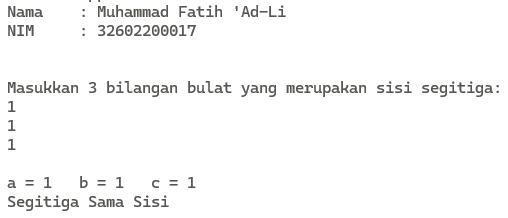 Nama    : Muhammad Fatih 'Ad-Li
NIM     : 32602200017
Masukkan 3 bilangan bulat yang merupakan sisi segitiga:
1
1
1
a = 1   b = 1   c = 1
Segitiga Sama Sisi